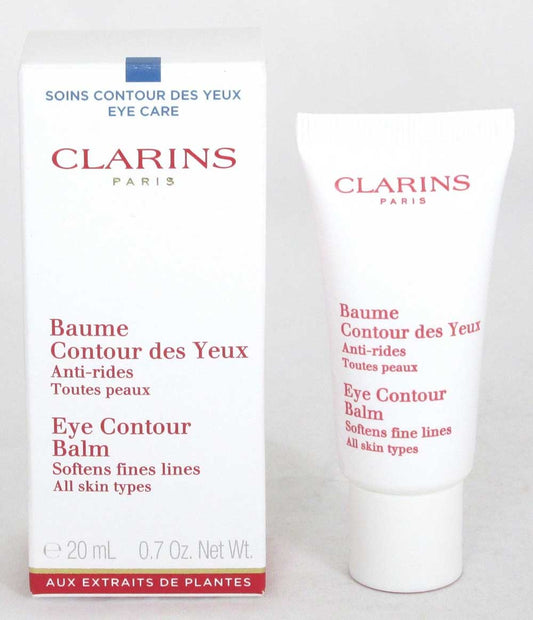 SOINS CONTOUR DES YEUX
EYE CARE
CLARINS
PARIS
Baume
Contour des Yeux
Anti-rides
Toutes peaux
Eye Contour
Balm
Softens fines lines
All skin types
℮ 20 mL 0.7 Oz. Net Wt.
AUX EXTRAITS DE PLANTES
CLARINS
PARIS
Baume
Contour des Yeux
Anti-rides
Toutes peaux
Eye Contour
Balm
Softens fine lines
All skin types